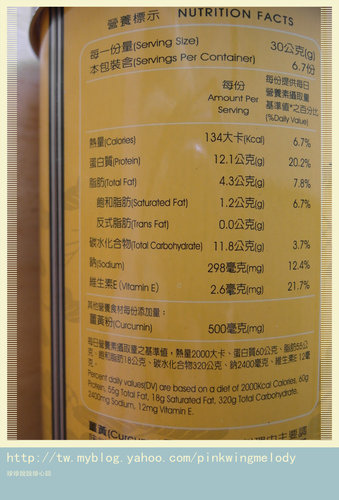 營養標示 NUTRITION FACTS
每一份量(Serving Size) 30公克(g)
本包裝含(Servings Per Container) 6.7份
每份 Amount Per Serving
每份提供每日營養素攝取量基準值*之百分比(%Daily Value)
熱量(Calories) 134大卡(Kcal) 6.7%
蛋白質(Protein) 12.1公克(g) 20.2%
脂肪(Total Fat) 4.3公克(g) 7.8%
飽和脂肪(Saturated Fat) 1.2公克(g) 6.7%
反式脂肪(Trans Fat) 0.0公克(g)
碳水化合物(Total Carbohydrate) 11.8公克(g) 3.7%
鈉(Sodium) 298毫克(mg) 12.4%
維生素E(Vitamin E) 2.6毫克(mg) 21.7%
其他營養食材每份添加量:
薑黃粉(Curcumin) 500毫克(mg)
每日營養素攝取量之基準值,熱量2000大卡、蛋白質60公克、脂肪55公
克、飽和脂肪18公克、碳水化合物320公克、鈉2400毫克、維生素E 12毫
克。
Percent daily values(DV) are based on a diet of 2000Kcal Calories, 60g
Protein, 55g Total Fat, 18g Saturated Fat, 320g Total Carbohydrate,
2400mg Sodium, 12mg Vitamin E.
薑黃(Curcu
http://tw.myblog.yahoo.com/pinkwingmelody